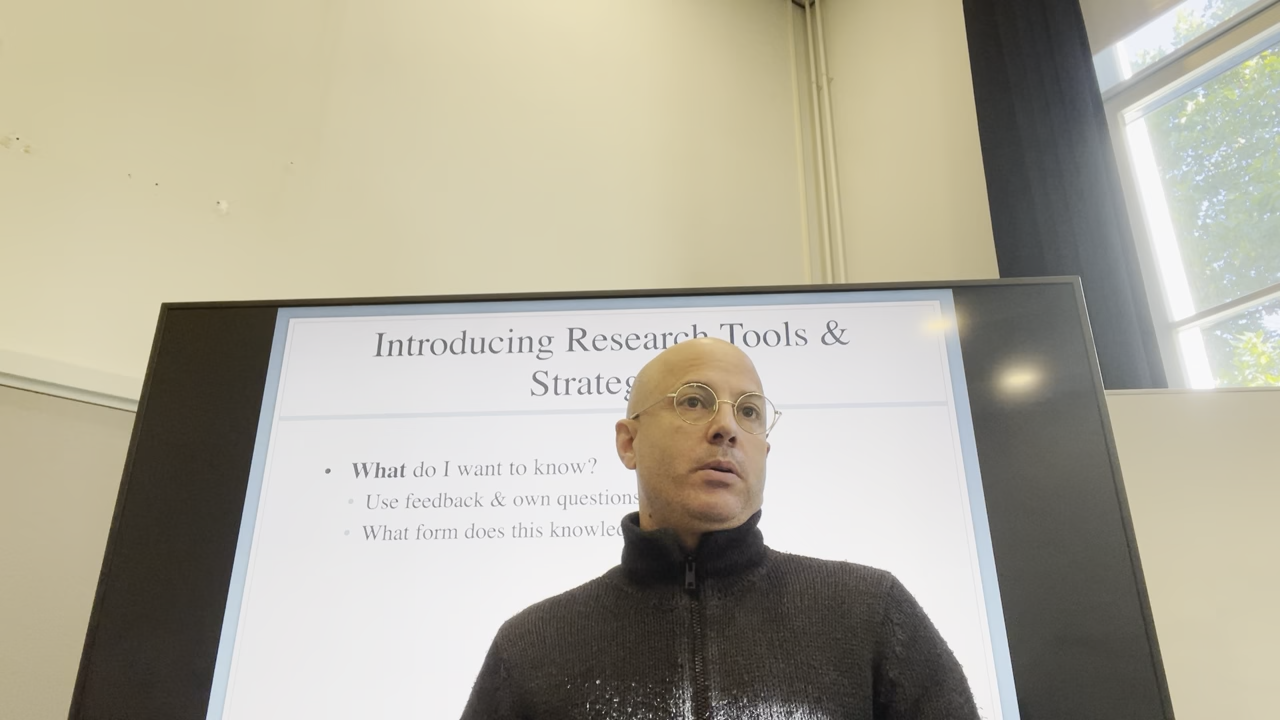 Introducing Research Tools &
Strateg
• What do I want to know?
• Use feedback & own questions
• What form does this knowled